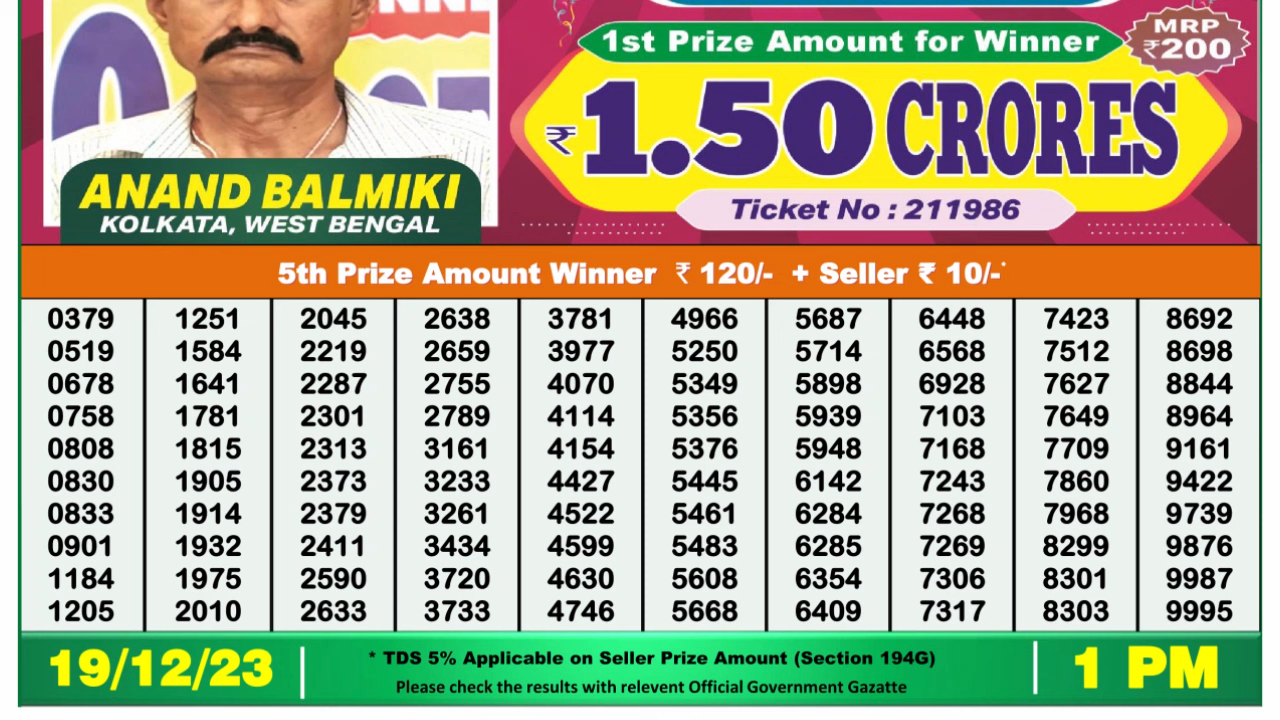 1st Prize Amount for Winner
MRP
₹200
₹1.50 CRORES
Ticket No : 211986
ANAND BALMIKI
KOLKATA, WEST BENGAL
5th Prize Amount Winner ₹ 120/- + Seller ₹ 10/-*
0379 1251 2045 2638 3781 4966 5687 6448 7423 8692
0519 1584 2219 2659 3977 5250 5714 6568 7512 8698
0678 1641 2287 2755 4070 5349 5898 6928 7627 8844
0758 1781 2301 2789 4114 5356 5939 7103 7649 8964
0808 1815 2313 3161 4154 5376 5948 7168 7709 9161
0830 1905 2373 3233 4427 5445 6142 7243 7860 9422
0833 1914 2379 3261 4522 5461 6284 7268 7968 9739
0901 1932 2411 3434 4599 5483 6285 7269 8299 9876
1184 1975 2590 3720 4630 5608 6354 7306 8301 9987
1205 2010 2633 3733 4746 5668 6409 7317 8303 9995
19/12/23
* TDS 5% Applicable on Seller Prize Amount (Section 194G)
Please check the results with relevent Official Government Gazatte
1 PM